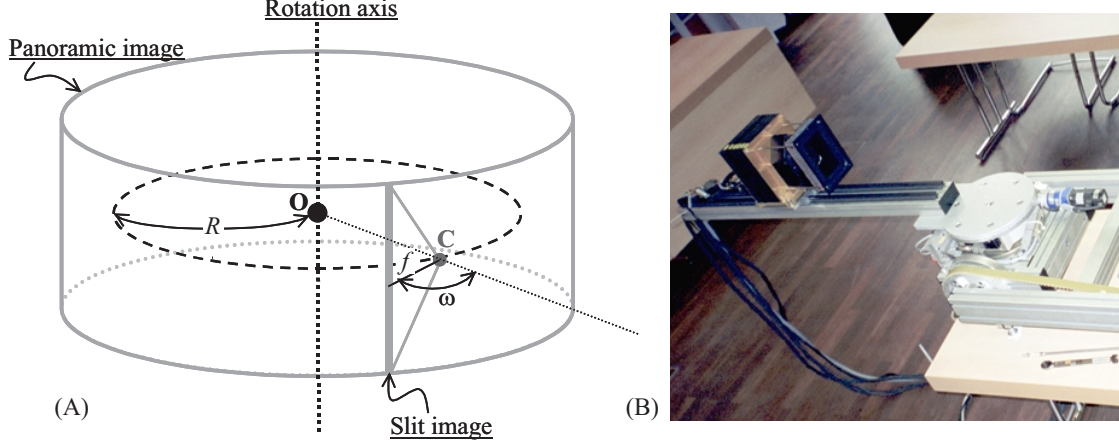 Rotation axis
Panoramic image
O
R
C
f
ω
(A)
(B)
Slit image